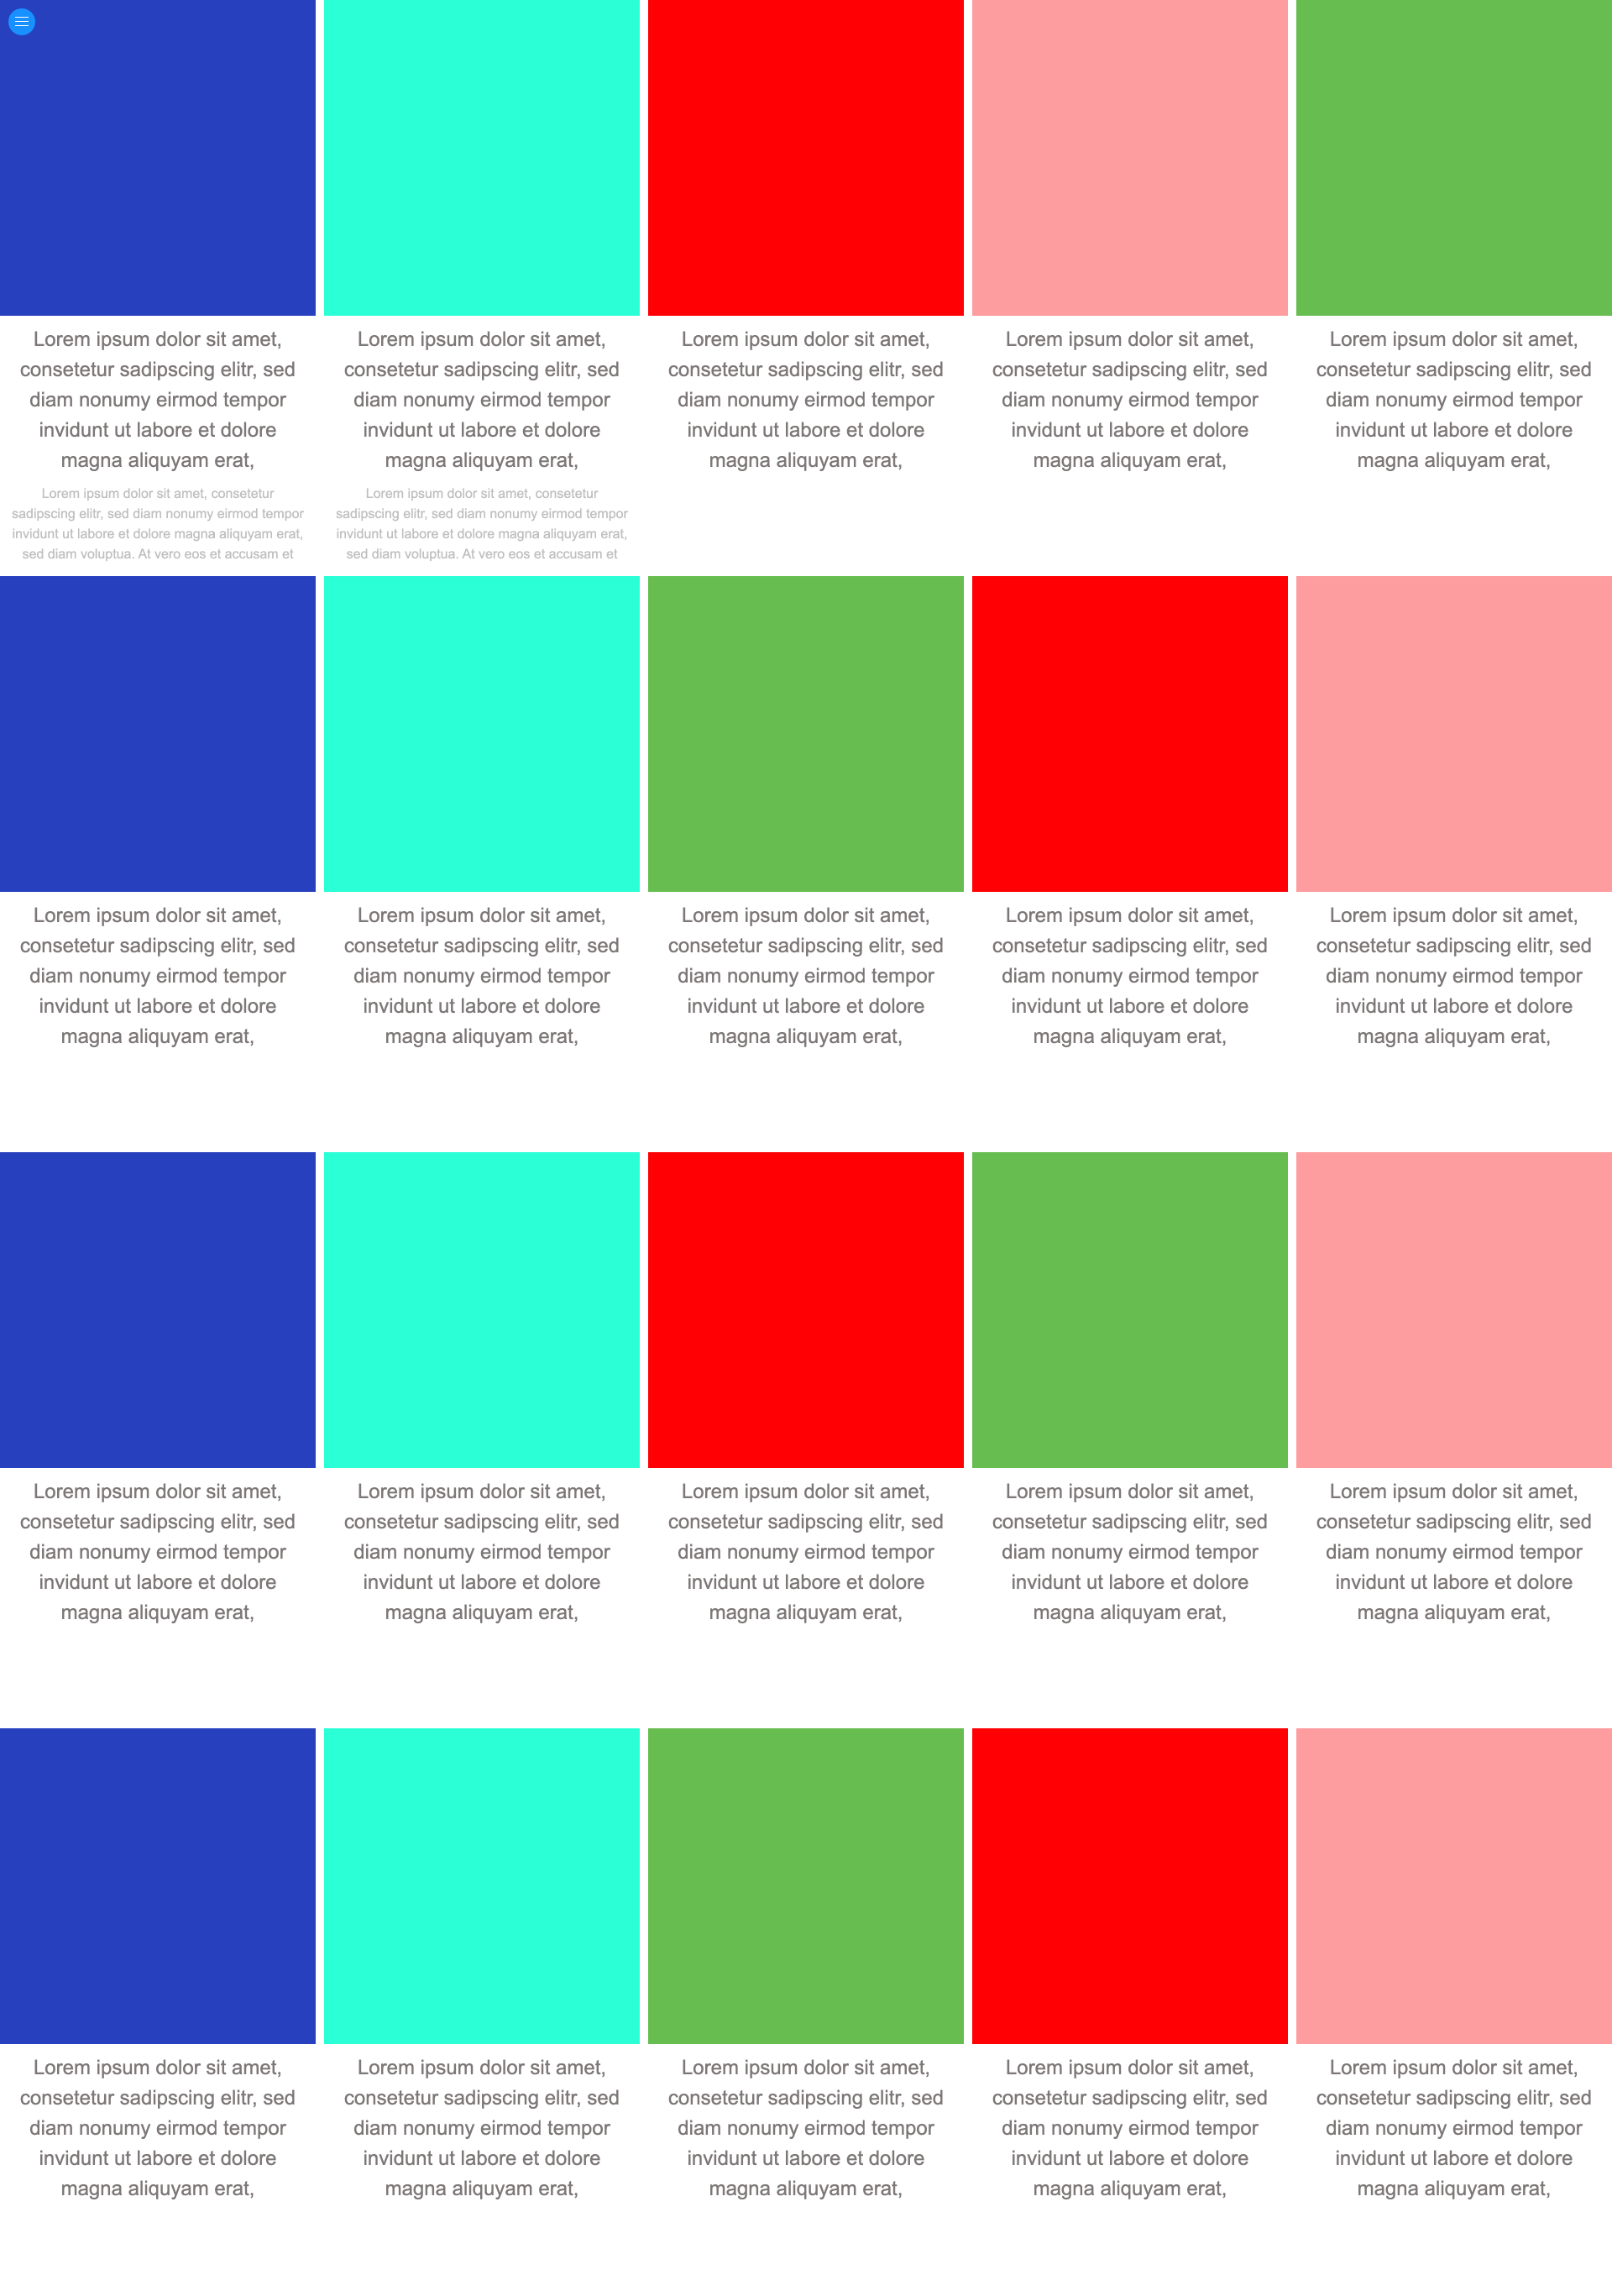 Lorem ipsum dolor sit amet,
consetetur sadipscing elitr, sed
diam nonumy eirmod tempor
invidunt ut labore et dolore
magna aliquyam erat,
Lorem ipsum dolor sit amet, consetetur
sadipscing elitr, sed diam nonumy eirmod tempor
invidunt ut labore et dolore magna aliquyam erat,
sed diam voluptua. At vero eos et accusam et
Lorem ipsum dolor sit amet,
consetetur sadipscing elitr, sed
diam nonumy eirmod tempor
invidunt ut labore et dolore
magna aliquyam erat,
Lorem ipsum dolor sit amet, consetetur
sadipscing elitr, sed diam nonumy eirmod tempor
invidunt ut labore et dolore magna aliquyam erat,
sed diam voluptua. At vero eos et accusam et
Lorem ipsum dolor sit amet,
consetetur sadipscing elitr, sed
diam nonumy eirmod tempor
invidunt ut labore et dolore
magna aliquyam erat,
Lorem ipsum dolor sit amet,
consetetur sadipscing elitr, sed
diam nonumy eirmod tempor
invidunt ut labore et dolore
magna aliquyam erat,
Lorem ipsum dolor sit amet,
consetetur sadipscing elitr, sed
diam nonumy eirmod tempor
invidunt ut labore et dolore
magna aliquyam erat,
Lorem ipsum dolor sit amet,
consetetur sadipscing elitr, sed
diam nonumy eirmod tempor
invidunt ut labore et dolore
magna aliquyam erat,
Lorem ipsum dolor sit amet,
consetetur sadipscing elitr, sed
diam nonumy eirmod tempor
invidunt ut labore et dolore
magna aliquyam erat,
Lorem ipsum dolor sit amet,
consetetur sadipscing elitr, sed
diam nonumy eirmod tempor
invidunt ut labore et dolore
magna aliquyam erat,
Lorem ipsum dolor sit amet,
consetetur sadipscing elitr, sed
diam nonumy eirmod tempor
invidunt ut labore et dolore
magna aliquyam erat,
Lorem ipsum dolor sit amet,
consetetur sadipscing elitr, sed
diam nonumy eirmod tempor
invidunt ut labore et dolore
magna aliquyam erat,
Lorem ipsum dolor sit amet,
consetetur sadipscing elitr, sed
diam nonumy eirmod tempor
invidunt ut labore et dolore
magna aliquyam erat,
Lorem ipsum dolor sit amet,
consetetur sadipscing elitr, sed
diam nonumy eirmod tempor
invidunt ut labore et dolore
magna aliquyam erat,
Lorem ipsum dolor sit amet,
consetetur sadipscing elitr, sed
diam nonumy eirmod tempor
invidunt ut labore et dolore
magna aliquyam erat,
Lorem ipsum dolor sit amet,
consetetur sadipscing elitr, sed
diam nonumy eirmod tempor
invidunt ut labore et dolore
magna aliquyam erat,
Lorem ipsum dolor sit amet,
consetetur sadipscing elitr, sed
diam nonumy eirmod tempor
invidunt ut labore et dolore
magna aliquyam erat,
Lorem ipsum dolor sit amet,
consetetur sadipscing elitr, sed
diam nonumy eirmod tempor
invidunt ut labore et dolore
magna aliquyam erat,
Lorem ipsum dolor sit amet,
consetetur sadipscing elitr, sed
diam nonumy eirmod tempor
invidunt ut labore et dolore
magna aliquyam erat,
Lorem ipsum dolor sit amet,
consetetur sadipscing elitr, sed
diam nonumy eirmod tempor
invidunt ut labore et dolore
magna aliquyam erat,
Lorem ipsum dolor sit amet,
consetetur sadipscing elitr, sed
diam nonumy eirmod tempor
invidunt ut labore et dolore
magna aliquyam erat,
Lorem ipsum dolor sit amet,
consetetur sadipscing elitr, sed
diam nonumy eirmod tempor
invidunt ut labore et dolore
magna aliquyam erat,